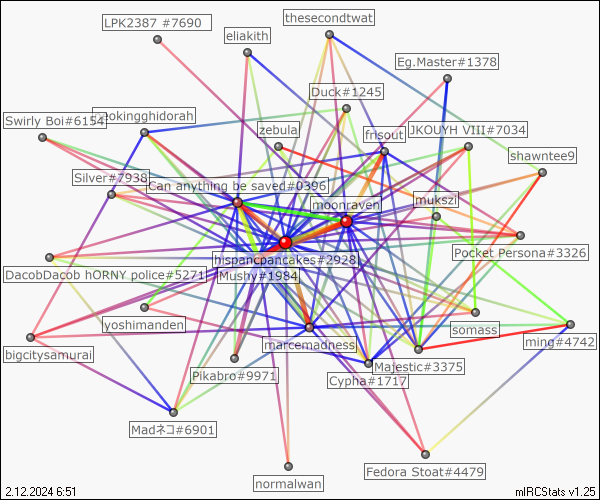 LPK2387 #7690
thesecondtwat
eliakith
Eg.Master#1378
Duck#1245
Swirly Boi#6154
eokingghidorah
zebula
frisout
JKOUYH VIII#7034
shawntee9
Silver#7938
Can anything be saved#0396
moonraven
mukszi
Pocket Persona#3326
hispancpancakes#2928
DacobDacob hORNY police#5271
Mushy#1984
yoshimanden
somass
ming#4742
bigcitysamurai
marcemadness
Majestic#3375
Pikabro#9971
Cypha#1717
Madネコ#6901
Fedora Stoat#4479
normalwan
2.12.2024 6:51
mIRCStats v1.25